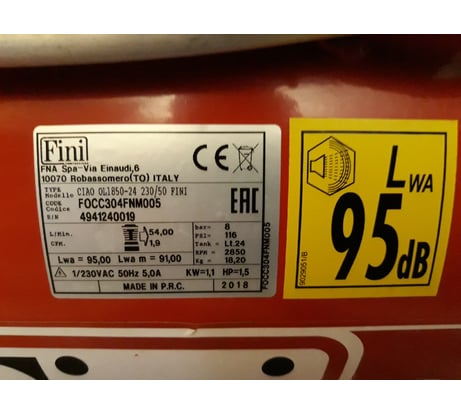 Fini
FNA Spa-Via Einaudi,6
10070 Robassomero(TO) ITALY
CE
TYPE
Modello CIAO OL1850-24 230/50 FINI
CODE
Codice FOCC304FNM005
S/N 4941240019
EAC
L/Min. 54,00
CFM. 1,9
bar= 8
PSI= 116
Tank = Lt.24
RPM = 2850
Kg = 18,20
Lwa = 95,00 Lwa m = 91,00
1/230VAC 50Hz 5,0A KW=1,1 HP=1,5
MADE IN P.R.C. 2018
FOCC304FNM005
LWA
95dB
9029051/B